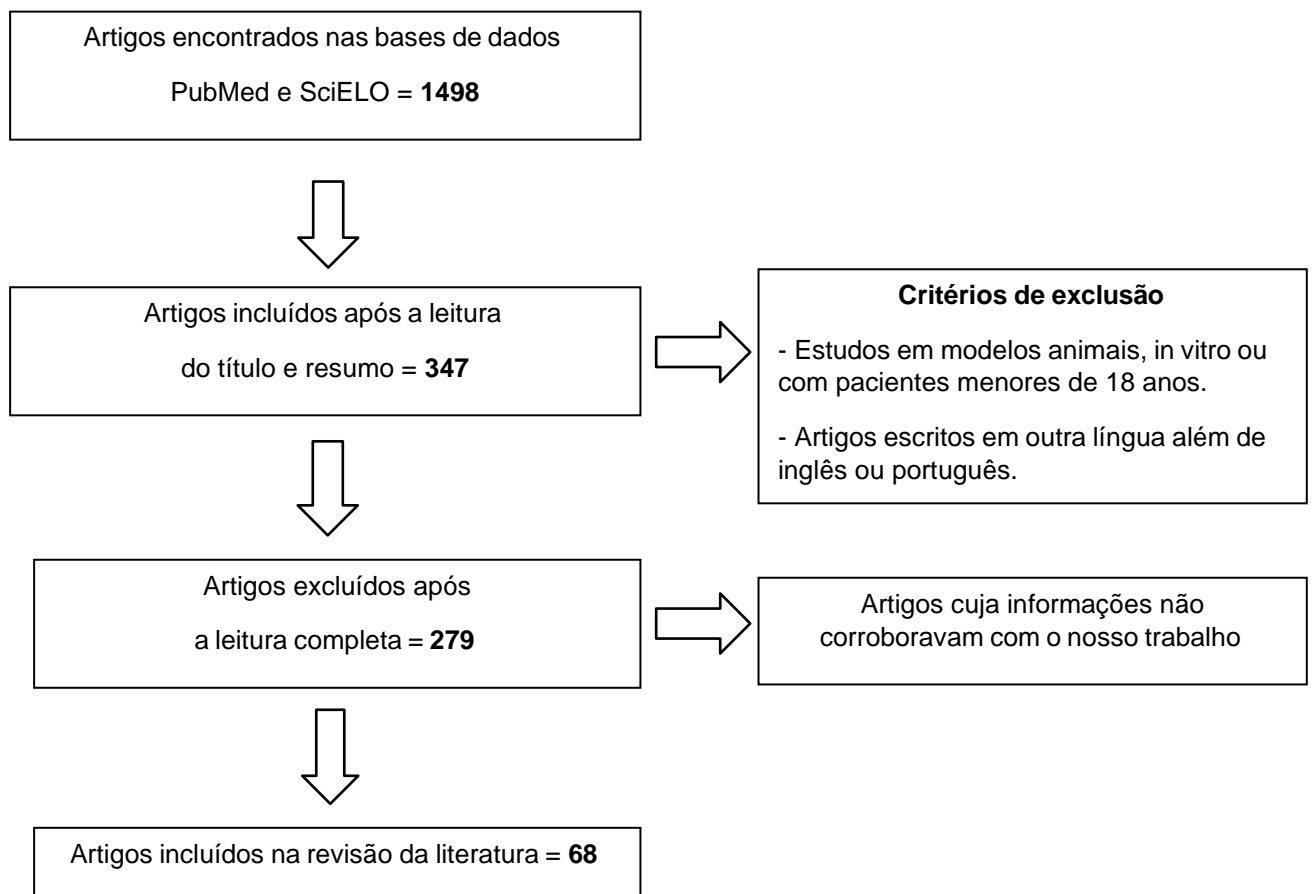 Artigos encontrados nas bases de dados
PubMed e SciELO = 1498
Artigos incluídos após a leitura
do título e resumo = 347
Critérios de exclusão
- Estudos em modelos animais, in vitro ou
com pacientes menores de 18 anos.
- Artigos escritos em outra língua além de
inglês ou português.
Artigos excluídos após
a leitura completa = 279
Artigos cuja informações não
corroboravam com o nosso trabalho
Artigos incluídos na revisão da literatura = 68